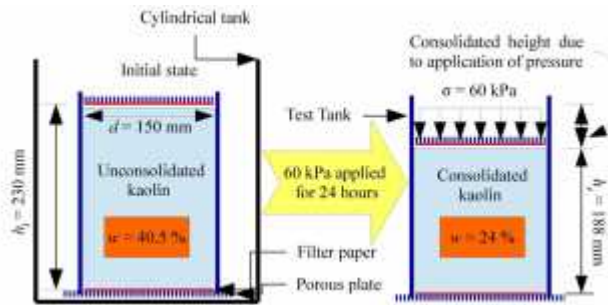 Cylindrical tank
Initial state
d = 150 mm
Unconsolidated
kaolin
w = 40.5 %
h_i = 230 mm
60 kPa applied
for 24 hours
Test Tank
Filter paper
Porous plate
Consolidated height due
to application of pressure
σ = 60 kPa
Consolidated
kaolin
w = 24 %
= 188 mm